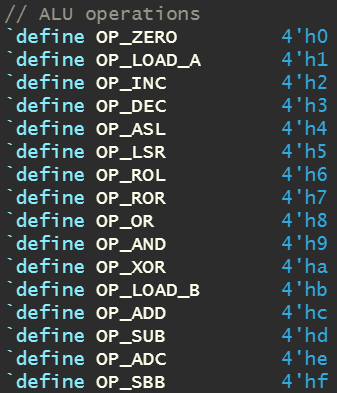 // ALU operations
`define OP_ZERO 4'h0
`define OP_LOAD_A 4'h1
`define OP_INC 4'h2
`define OP_DEC 4'h3
`define OP_ASL 4'h4
`define OP_LSR 4'h5
`define OP_ROL 4'h6
`define OP_ROR 4'h7
`define OP_OR 4'h8
`define OP_AND 4'h9
`define OP_XOR 4'ha
`define OP_LOAD_B 4'hb
`define OP_ADD 4'hc
`define OP_SUB 4'hd
`define OP_ADC 4'he
`define OP_SBB 4'hf